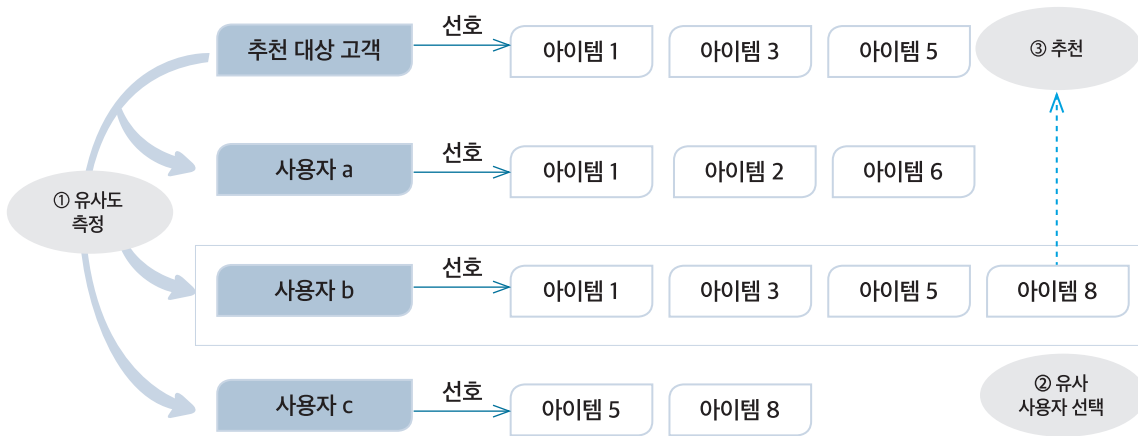 추천 대상 고객
선호
아이템 1
아이템 3
아이템 5
③ 추천
사용자 a
선호
아이템 1
아이템 2
아이템 6
① 유사도
측정
사용자 b
선호
아이템 1
아이템 3
아이템 5
아이템 8
사용자 c
선호
아이템 5
아이템 8
② 유사
사용자 선택